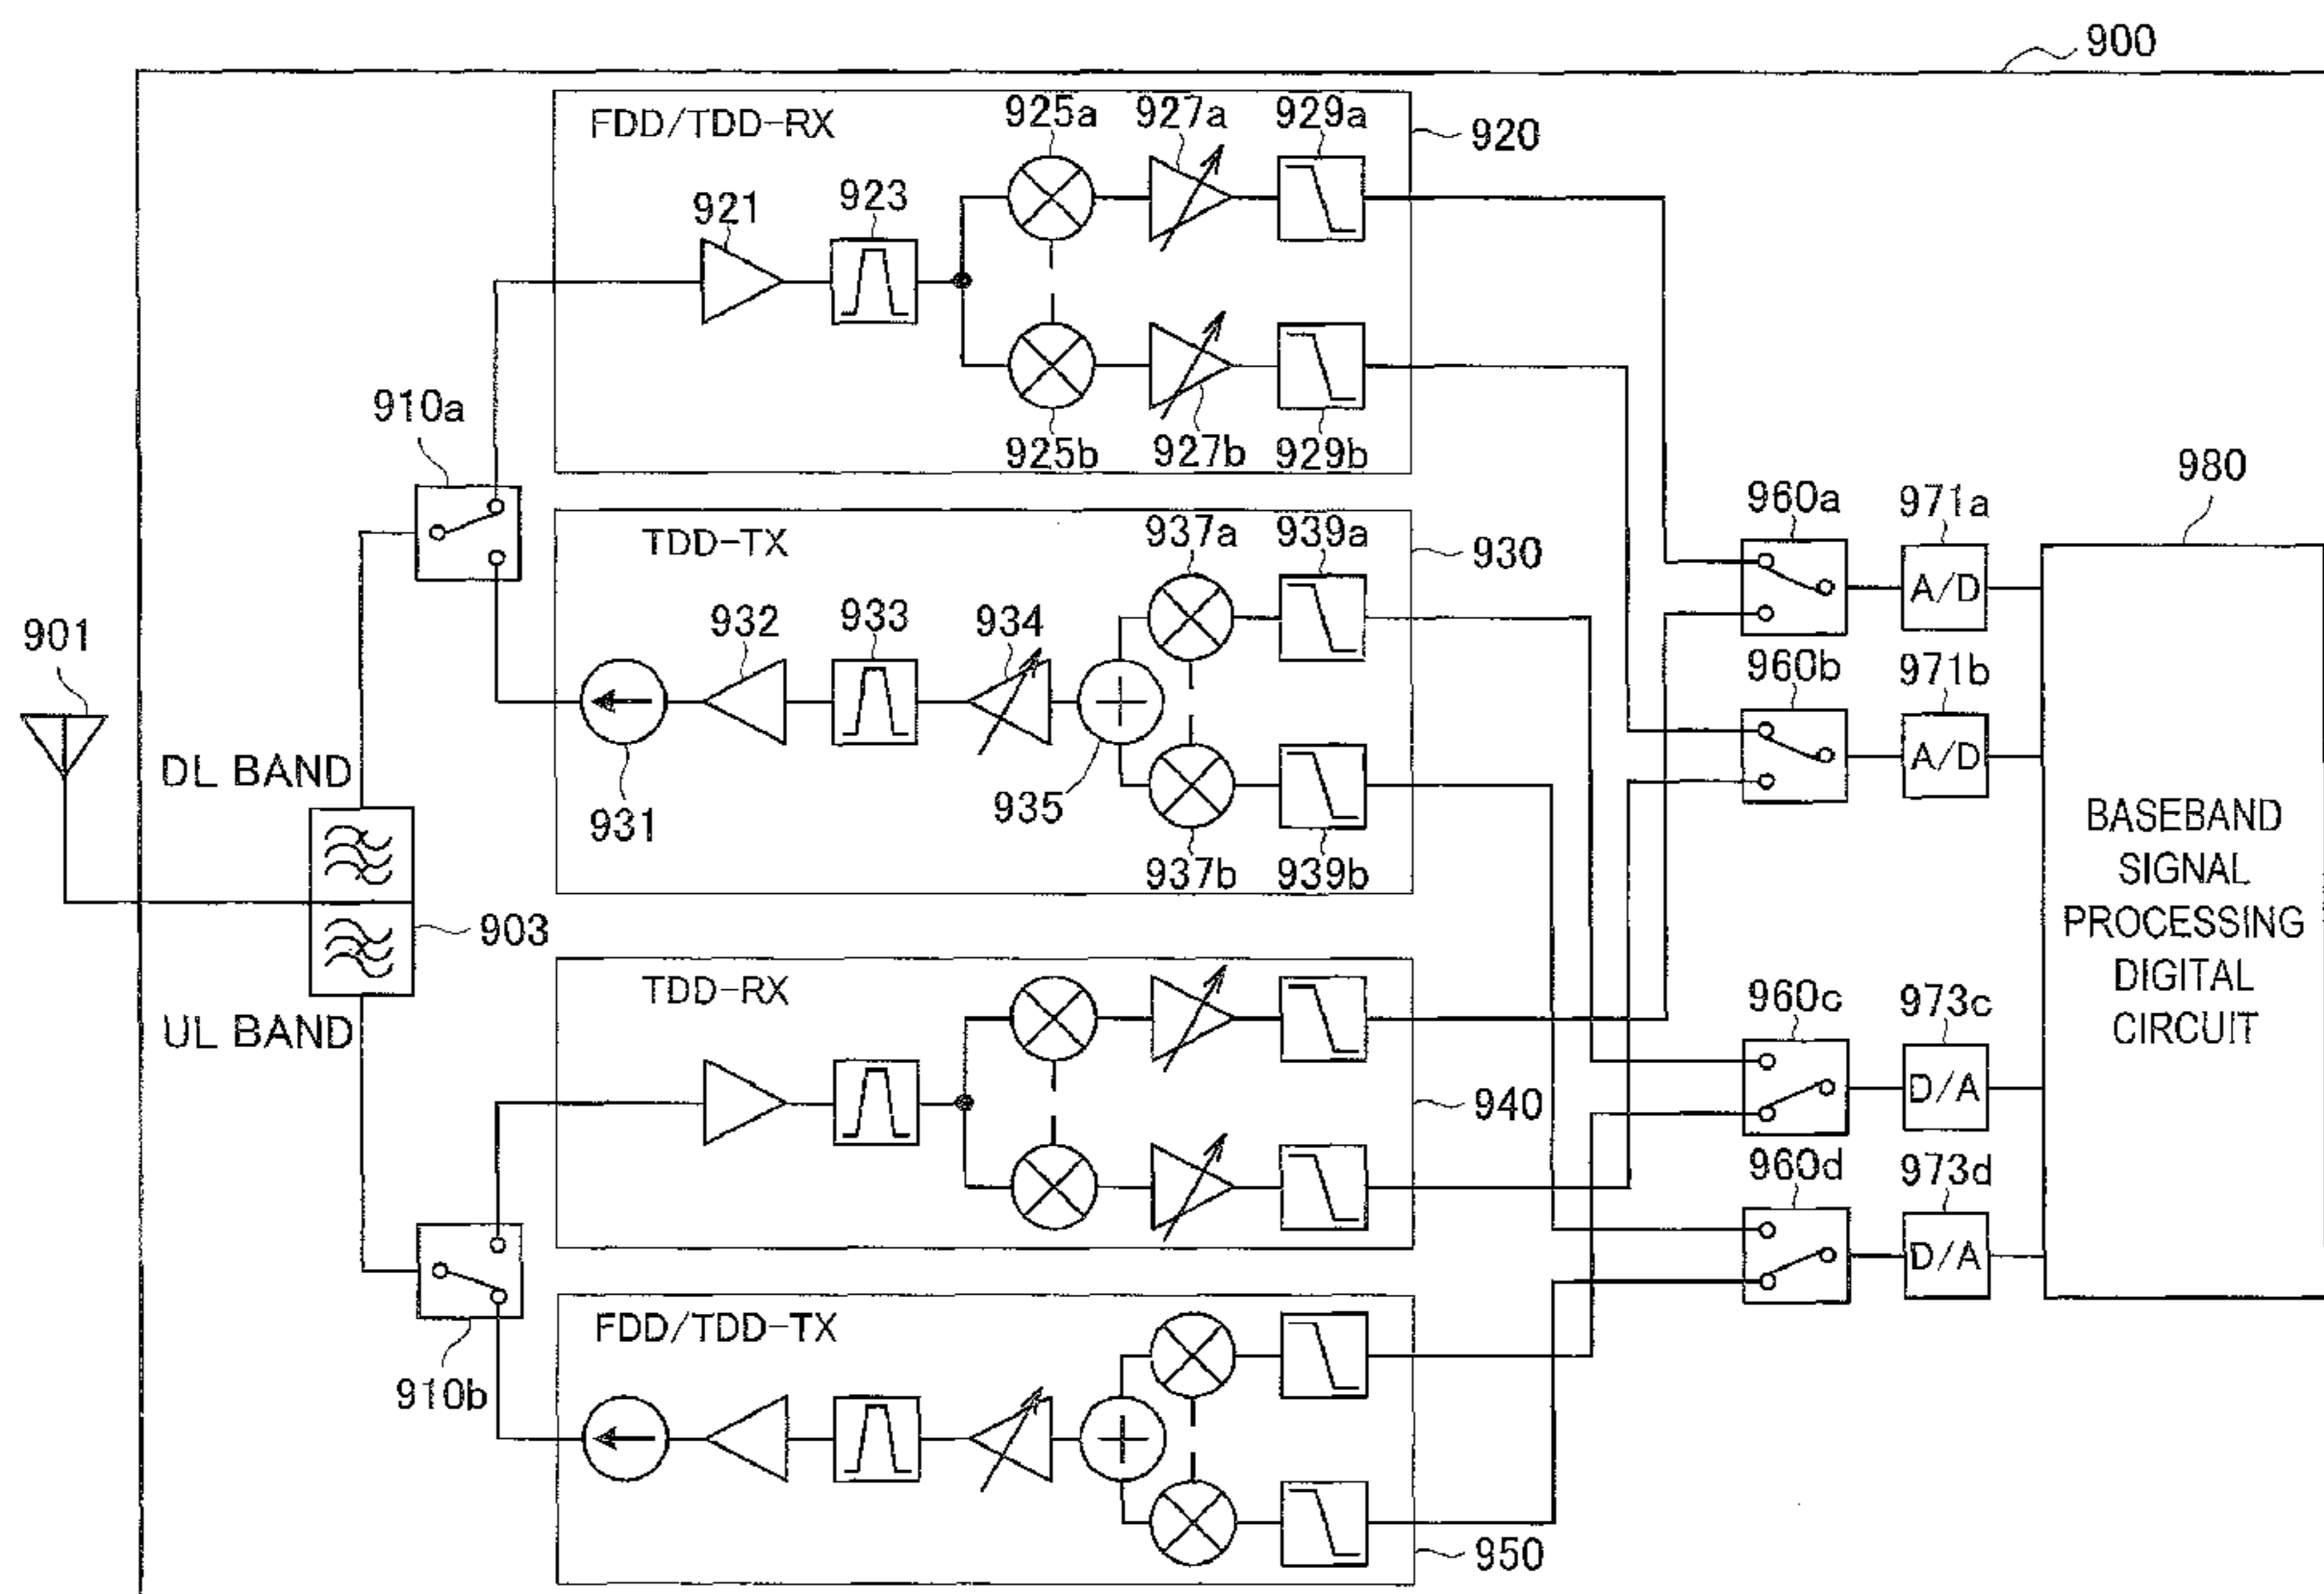 900
FDD/TDD-RX
925a
927a
929a
920
921
923
925b
927b
929b
910a
TDD-TX
937a
939a
930
932
933
934
931
935
937b
939b
960a
971a
980
960b
971b
A/D
A/D
901
DL BAND
903
UL BAND
BASEBAND
SIGNAL
PROCESSING
DIGITAL
CIRCUIT
TDD-RX
940
960c
973c
D/A
960d
973d
D/A
910b
FDD/TDD-TX
950